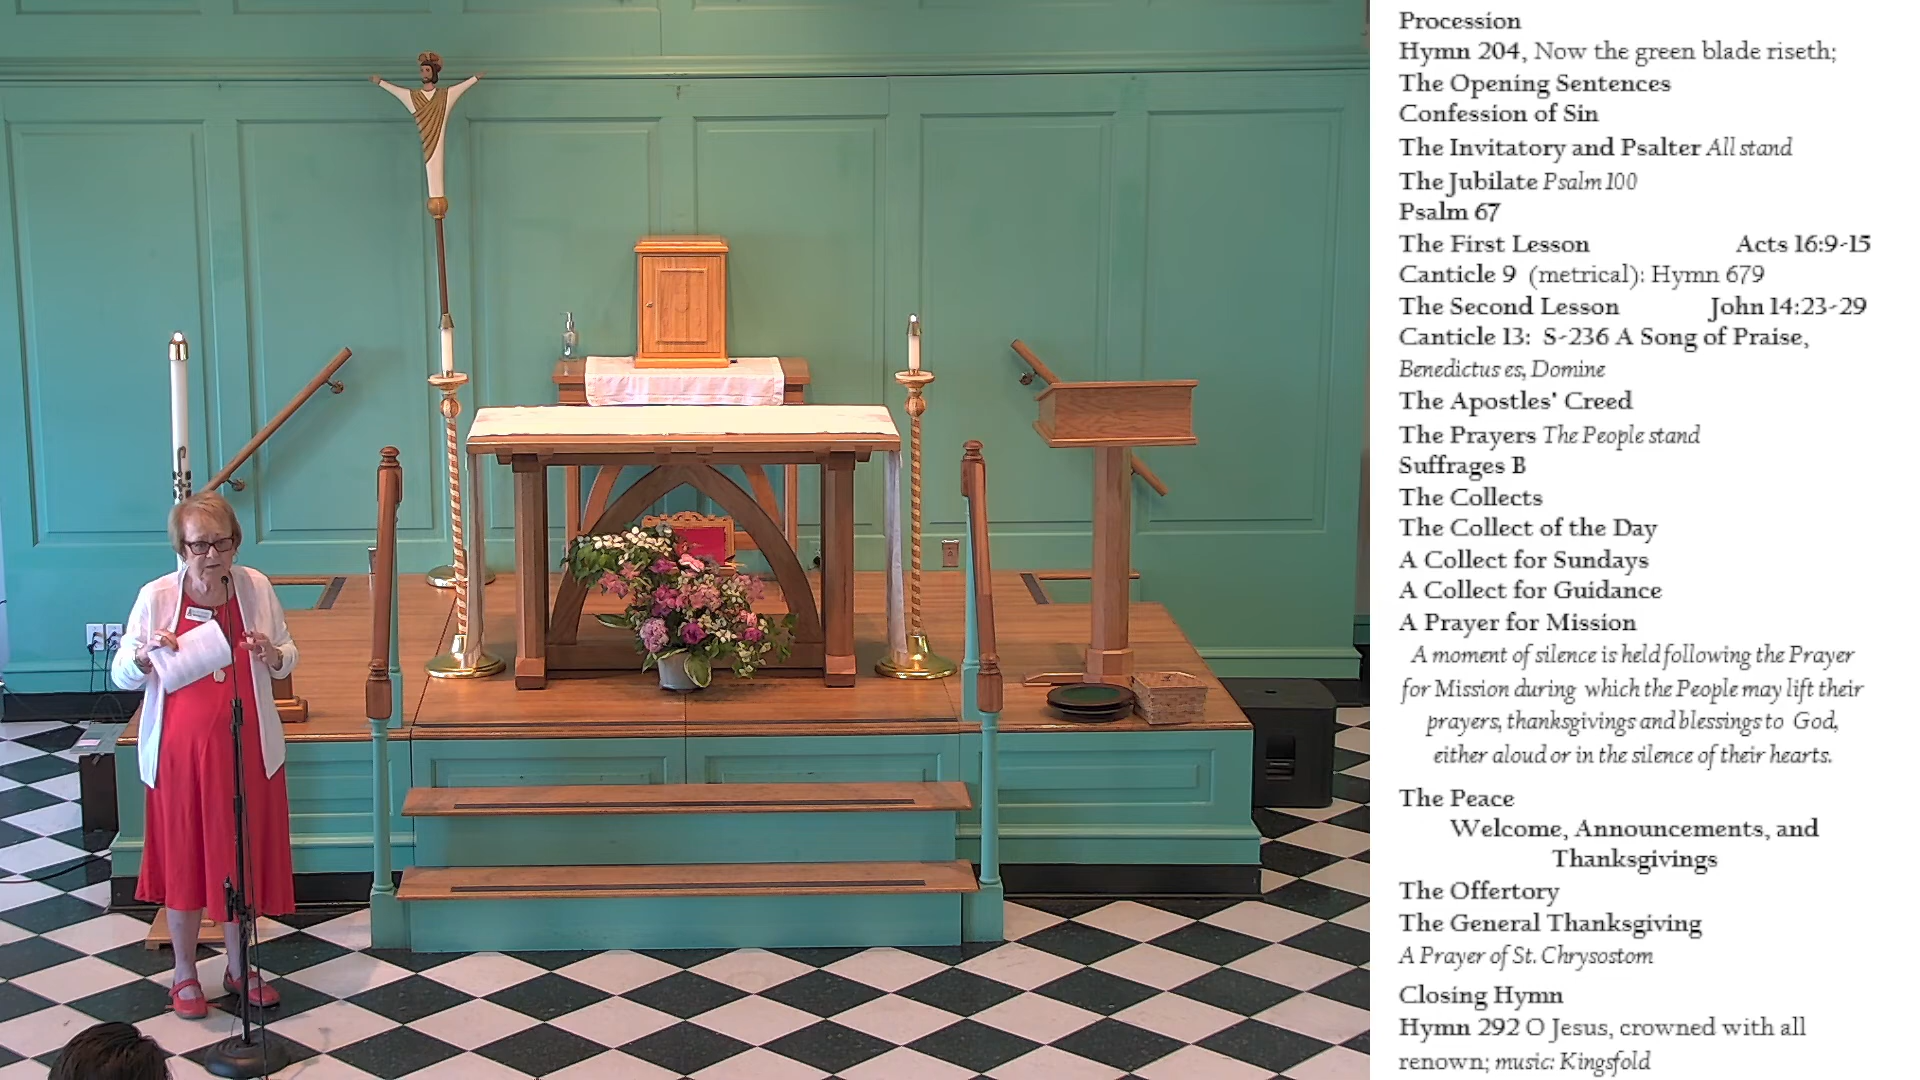 Procession
Hymn 204, Now the green blade riseth;
The Opening Sentences
Confession of Sin
The Invitatory and Psalter All stand
The Jubilate Psalm 100
Psalm 67
The First Lesson Acts 16:9-15
Canticle 9 (metrical): Hymn 679
The Second Lesson John 14:23-29
Canticle 13: S-236 A Song of Praise,
Benedictus es, Domine
The Apostles' Creed
The Prayers The People stand
Suffrages B
The Collects
The Collect of the Day
A Collect for Sundays
A Collect for Guidance
A Prayer for Mission
A moment of silence is held following the Prayer
for Mission during which the People may lift their
prayers, thanksgivings and blessings to God,
either aloud or in the silence of their hearts.
The Peace
Welcome, Announcements, and
Thanksgivings
The Offertory
The General Thanksgiving
A Prayer of St. Chrysostom
Closing Hymn
Hymn 292 O Jesus, crowned with all
renown; music: Kingsfold